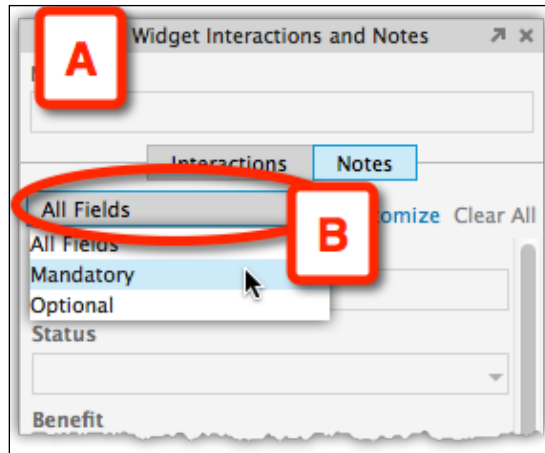 A
Widget Interactions and Notes
Interactions Notes
All Fields
B
Clear All
All Fields
Mandatory
Optional
Status
Benefit